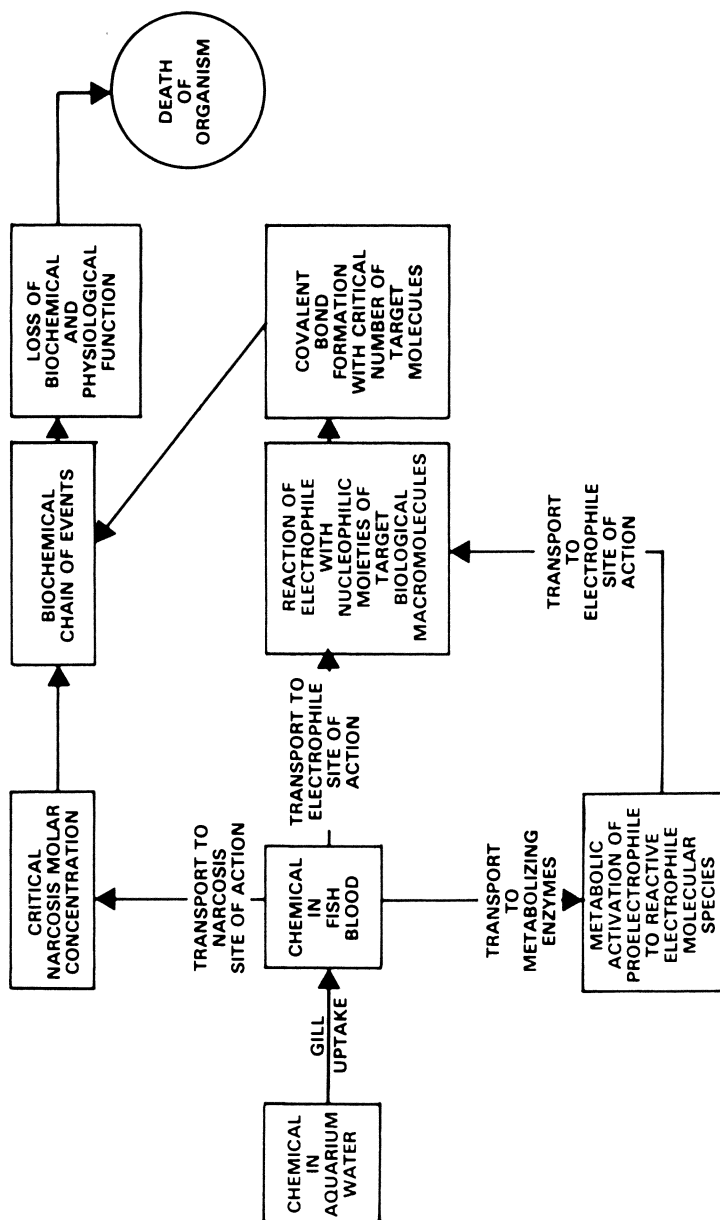 CHEMICAL
IN
AQUARIUM
WATER
GILL
UPTAKE
CHEMICAL
IN
FISH
BLOOD
TRANSPORT TO
NARCOSIS
SITE OF ACTION
CRITICAL
NARCOSIS MOLAR
CONCENTRATION
BIOCHEMICAL
CHAIN OF EVENTS
LOSS OF
BIOCHEMICAL
AND
PHYSIOLOGICAL
FUNCTION
DEATH
OF
ORGANISM
TRANSPORT TO
ELECTROPHILE
SITE OF
ACTION
REACTION OF
ELECTROPHILE
WITH
NUCLEOPHILIC
MOIETIES OF
TARGET
BIOLOGICAL
MACROMOLECULES
COVALENT
BOND
FORMATION
WITH CRITICAL
NUMBER OF
TARGET
MOLECULES
TRANSPORT
TO
METABOLIZING
ENZYMES
METABOLIC
ACTIVATION OF
PROELECTROPHILE
TO REACTIVE
ELECTROPHILE
MOLECULAR
SPECIES
TRANSPORT
TO
ELECTROPHILE
SITE OF
ACTION